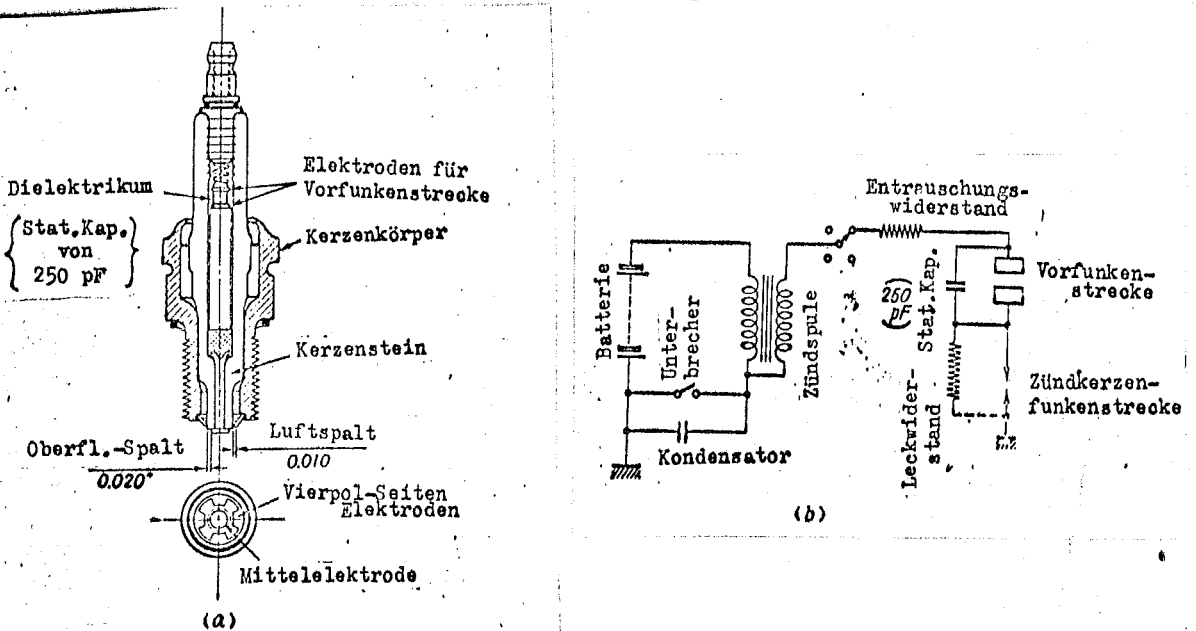 Elektroden für
Vorfunkenstrecke
Dielektrikum
Stat.Kap.
von
250 pF
Kerzenkörper
Kerzenstein
Oberfl.-Spalt
0.020"
Luftspalt
0.010
Vierpol-Seiten
Elektroden
Mittelelektrode
(a)
Entrauschungs-
widerstand
Batterie
Unter-
brecher
Zündspule
250
pF
Stat.Kap.
Vorfunken-
strecke
Leckwider-
stand
Zündkerzen-
funkenstrecke
Kondensator
(b)